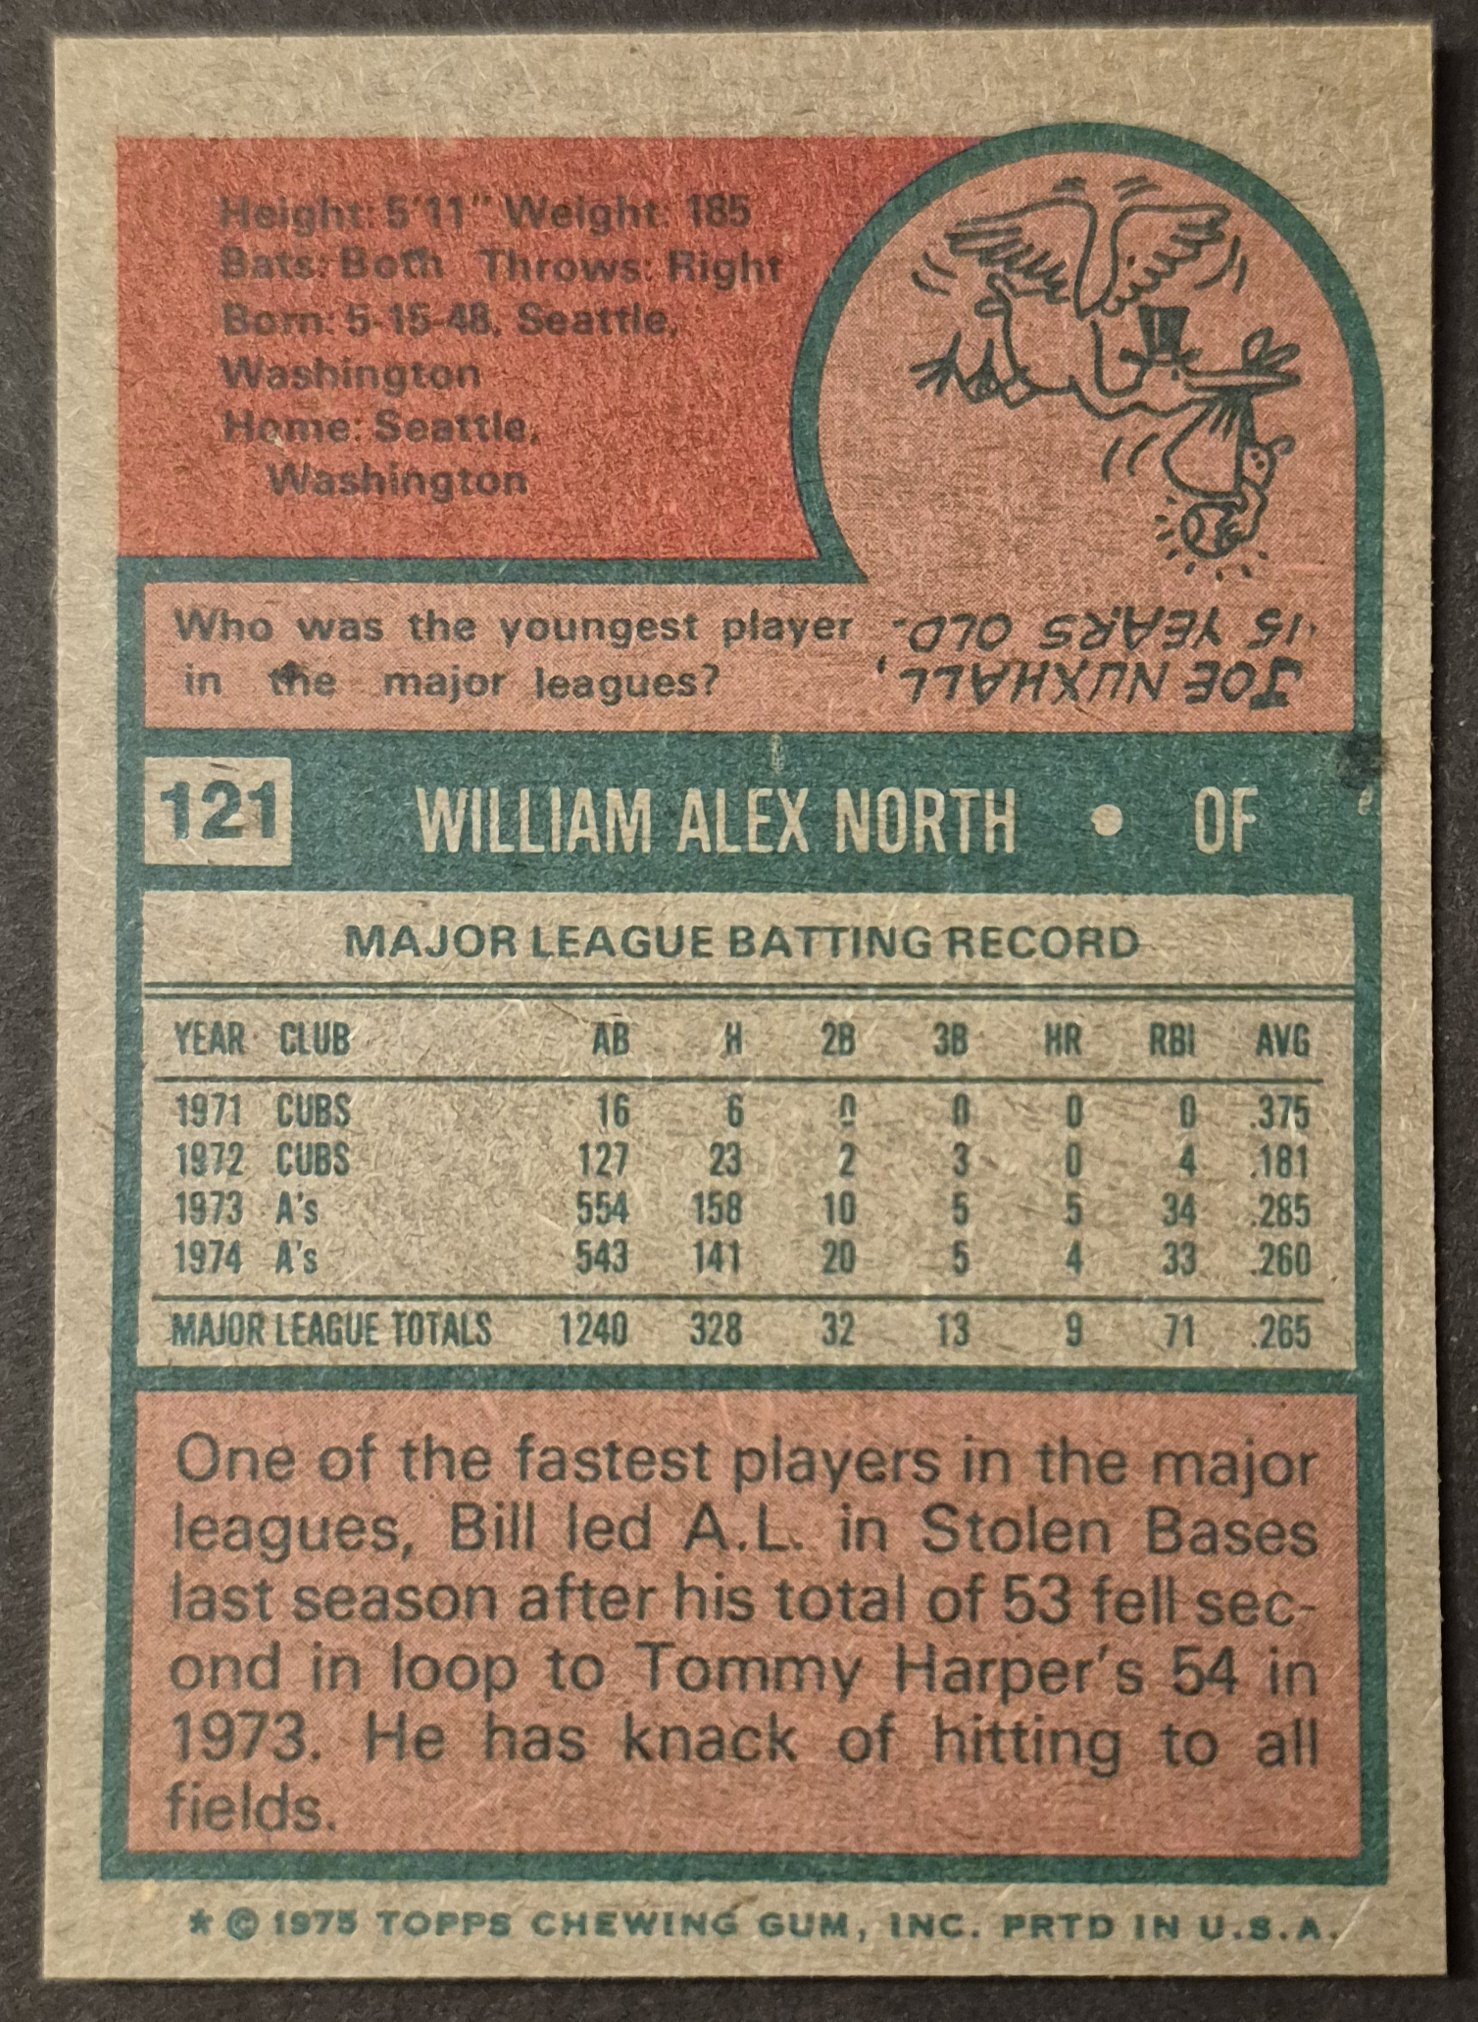 Height: 5'11" Weight: 185
Bats: Both Throws: Right
Born: 5-15-48, Seattle,
Washington
Home: Seattle,
Washington
Who was the youngest player
in the major leagues?
JOE NUXHALL,
15 YEARS OLD.
121 WILLIAM ALEX NORTH • OF
MAJOR LEAGUE BATTING RECORD
YEAR CLUB AB H 2B 3B HR RBI AVG
1971 CUBS 16 6 0 0 0 0 .375
1972 CUBS 127 23 2 3 0 4 .181
1973 A's 554 158 10 5 5 34 .285
1974 A's 543 141 20 5 4 33 .260
MAJOR LEAGUE TOTALS 1240 328 32 13 9 71 .265
One of the fastest players in the major
leagues, Bill led A.L. in Stolen Bases
last season after his total of 53 fell sec-
ond in loop to Tommy Harper's 54 in
1973. He has knack of hitting to all
fields.
* © 1975 TOPPS CHEWING GUM, INC. PRTD IN U.S.A.